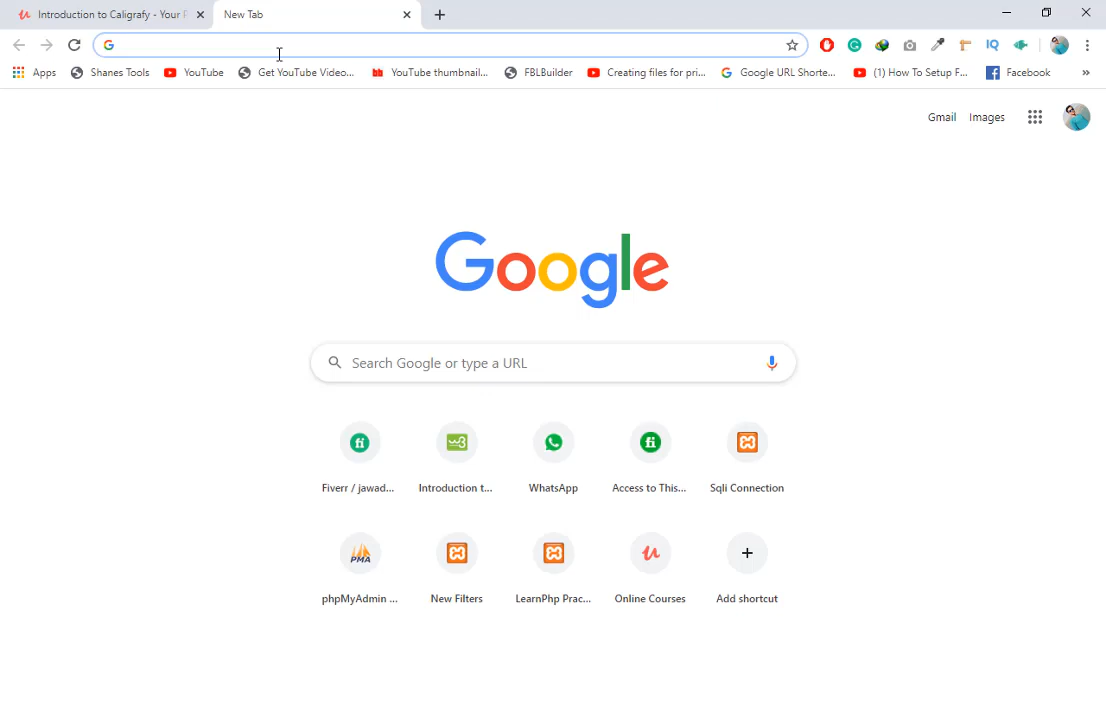 Introduction to Caligrafy - Your P
New Tab
Apps
Shanes Tools
YouTube
Get YouTube Video...
YouTube thumbnail...
FBLBuilder
Creating files for pri...
Google URL Shorte...
(1) How To Setup F...
Facebook
»
Gmail
Images
Google
Search Google or type a URL
Fiverr / jawad...
Introduction t...
WhatsApp
Access to This...
Sqli Connection
PMA
phpMyAdmin ...
New Filters
LearnPhp Prac...
Online Courses
Add shortcut